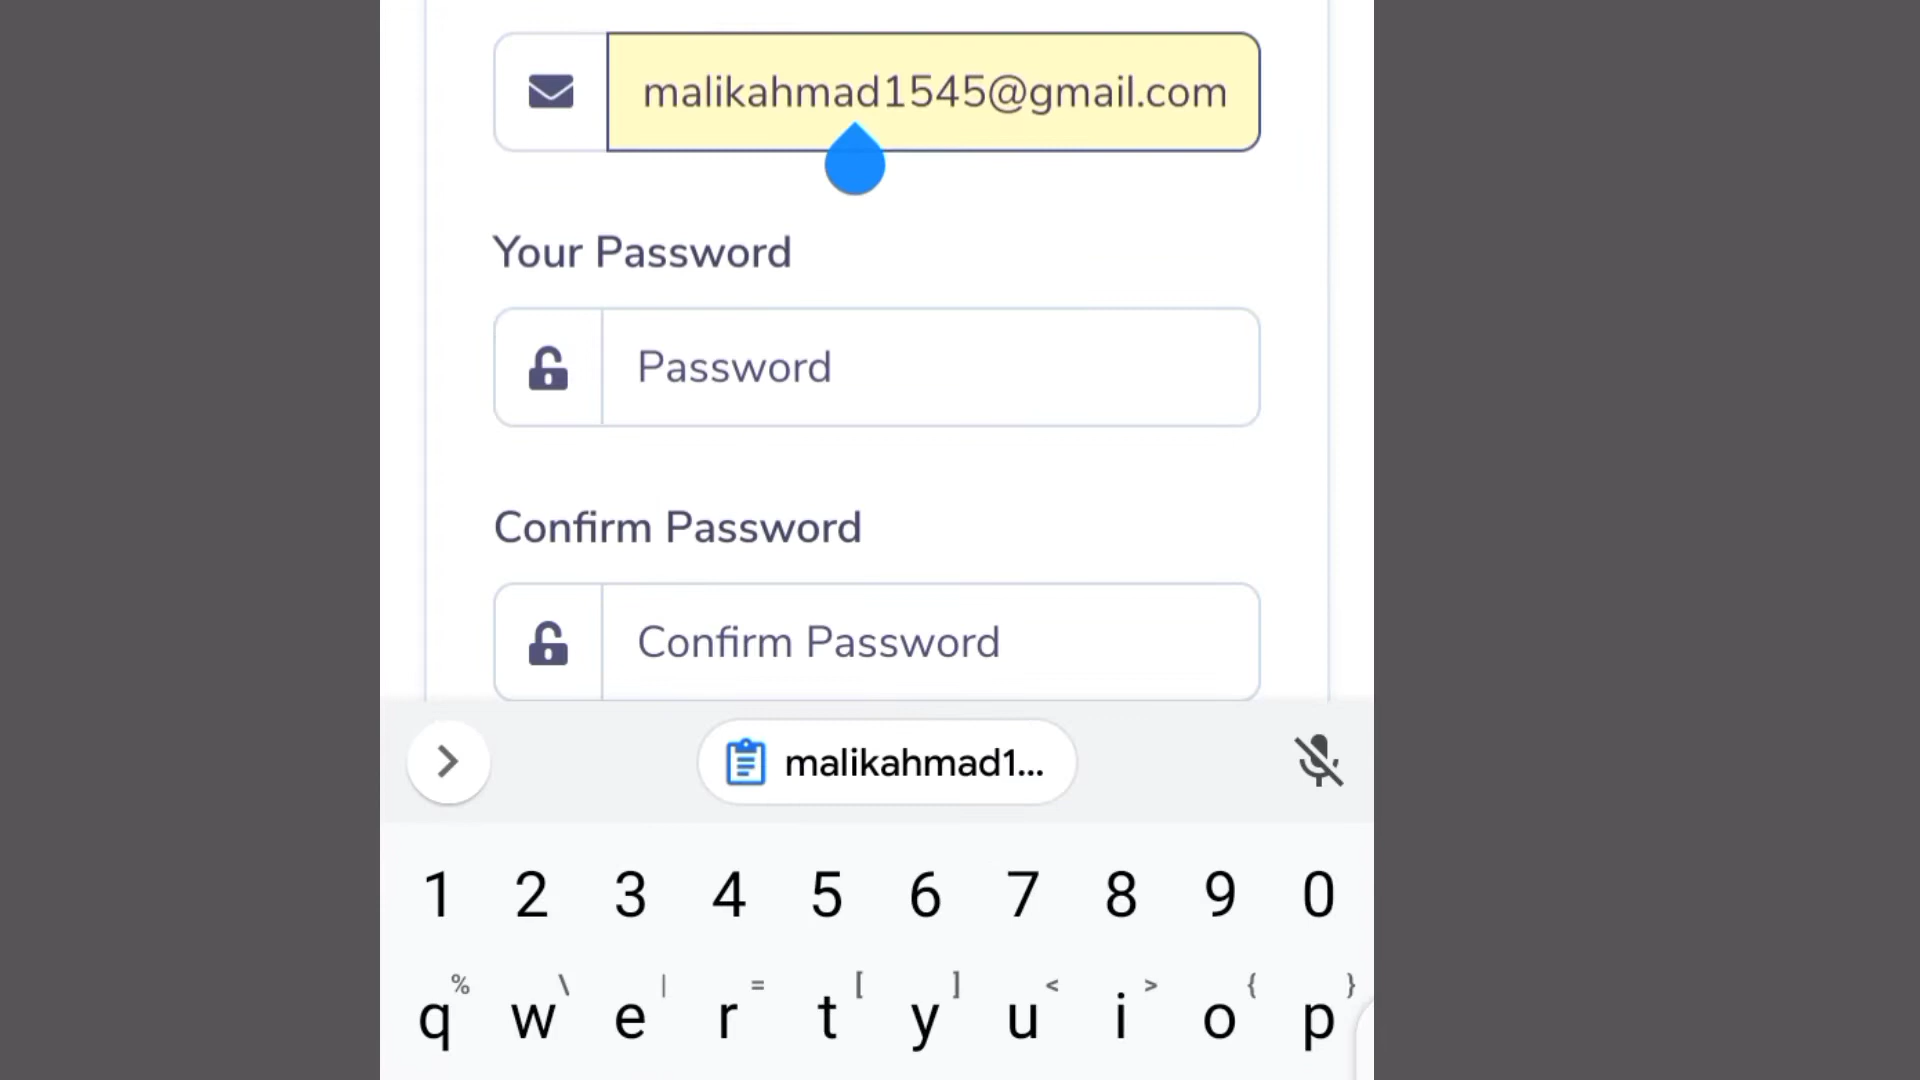 malikahmad1545@gmail.com
Your Password
Password
Confirm Password
Confirm Password
malikahmad1...
1 2 3 4 5 6 7 8 9 0
% \ | = [ ] < > { }
q w e r t y u i o p